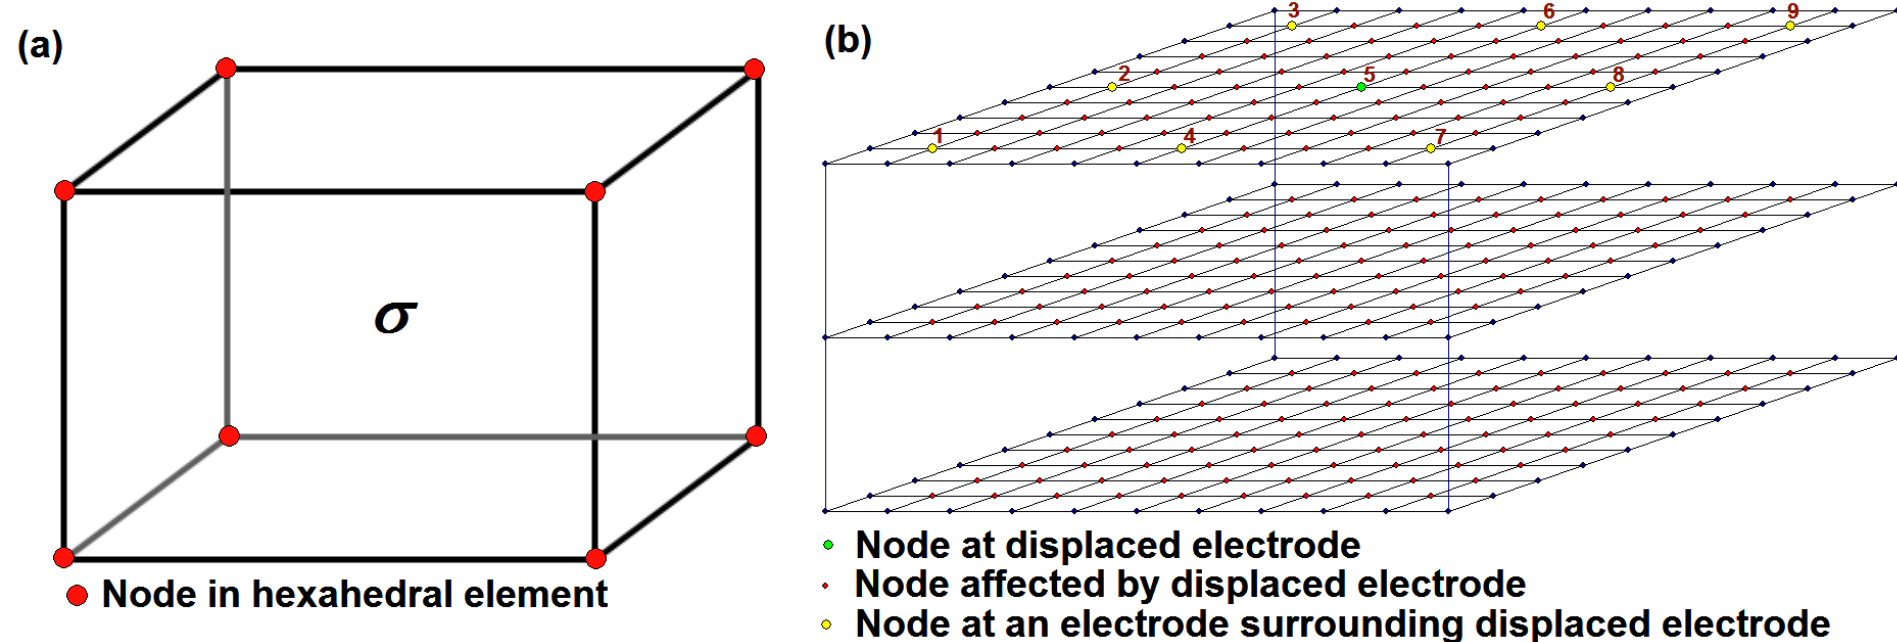 (a)
σ
Node in hexahedral element
(b)
3 6 9
2 5 8
1 4 7
Node at displaced electrode
Node affected by displaced electrode
Node at an electrode surrounding displaced electrode